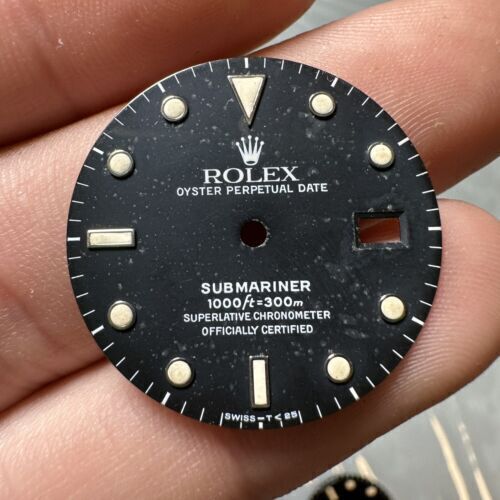 ROLEX
OYSTER PERPETUAL DATE
SUBMARINER
1000ft=300m
SUPERLATIVE CHRONOMETER
OFFICIALLY CERTIFIED
SWISS-T<25